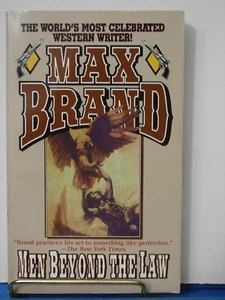 THE WORLD'S MOST CELEBRATED
WESTERN WRITER!
MAX
BRAND
"Brand practices his art to something like perfection."
—The New York Times
MEN BEYOND THE LAW